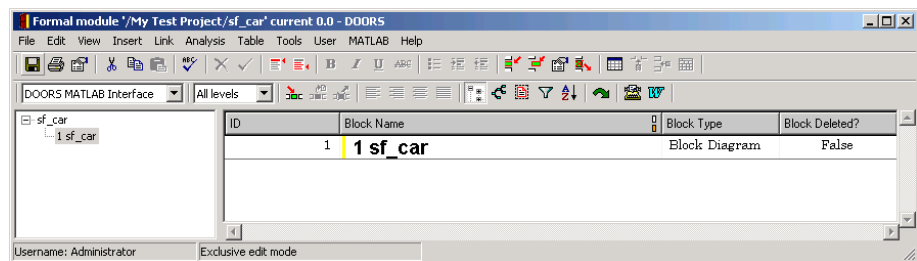 Formal module '/My Test Project/sf_car' current 0.0 - DOORS
File Edit View Insert Link Analysis Table Tools User MATLAB Help
DOORS MATLAB Interface All levels
sf_car
1 sf_car
ID Block Name Block Type Block Deleted?
1 1 sf_car Block Diagram False
Username: Administrator Exclusive edit mode